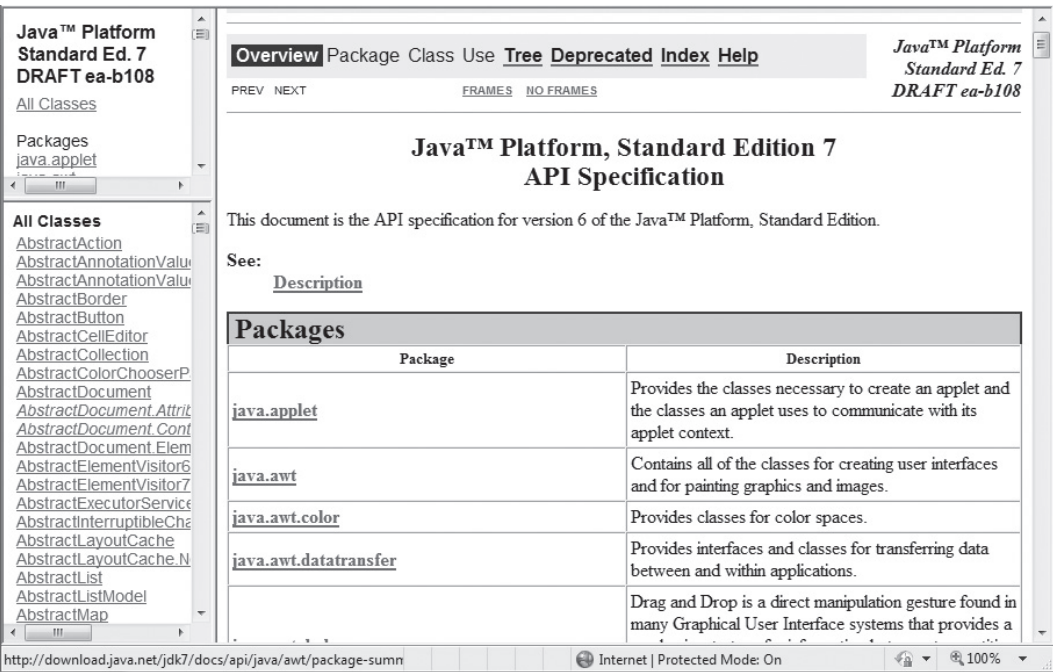 Java™ Platform
Standard Ed. 7
DRAFT ea-b108
All Classes
Packages
java.applet
All Classes
AbstractAction
AbstractAnnotationValu
AbstractAnnotationValu
AbstractBorder
AbstractButton
AbstractCellEditor
AbstractCollection
AbstractColorChooserP
AbstractDocument
AbstractDocument.Attrib
AbstractDocument.Cont
AbstractDocument.Elem
AbstractElementVisitor6
AbstractElementVisitor7
AbstractExecutorService
AbstractInterruptibleCha
AbstractLayoutCache
AbstractLayoutCache.N
AbstractList
AbstractListModel
AbstractMap
Overview Package Class Use Tree Deprecated Index Help
PREV NEXT FRAMES NO FRAMES
Java™ Platform
Standard Ed. 7
DRAFT ea-b108
Java™ Platform, Standard Edition 7
API Specification
This document is the API specification for version 6 of the Java™ Platform, Standard Edition.
See:
Description
Packages
Package Description
java.applet
Provides the classes necessary to create an applet and
the classes an applet uses to communicate with its
applet context.
java.awt
Contains all of the classes for creating user interfaces
and for painting graphics and images.
java.awt.color
Provides classes for color spaces.
java.awt.datatransfer
Provides interfaces and classes for transferring data
between and within applications.
Drag and Drop is a direct manipulation gesture found in
many Graphical User Interface systems that provides a
http://download.java.net/jdk7/docs/api/java/awt/package-summ
Internet | Protected Mode: On
100%